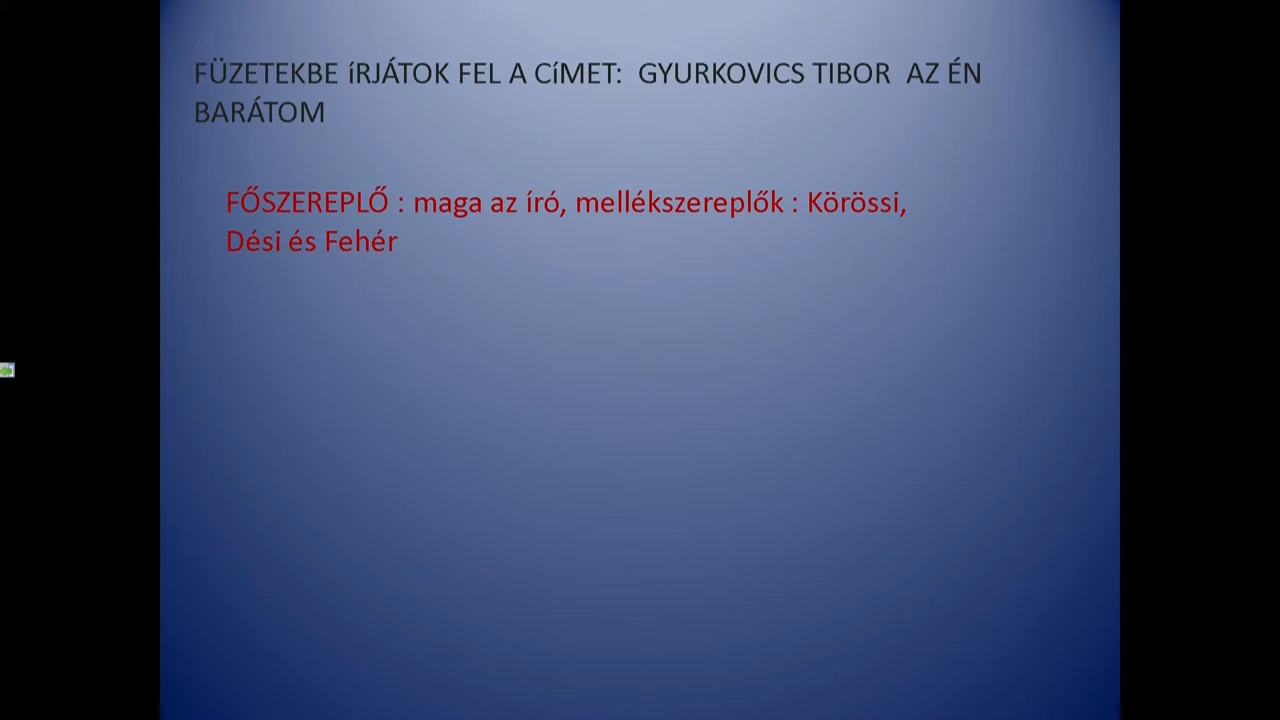 FÜZETEKBE íRJÁTOK FEL A CíMET: GYURKOVICS TIBOR AZ ÉN
BARÁTOM
FŐSZEREPLŐ : maga az író, mellékszereplők : Körössi,
Dési és Fehér